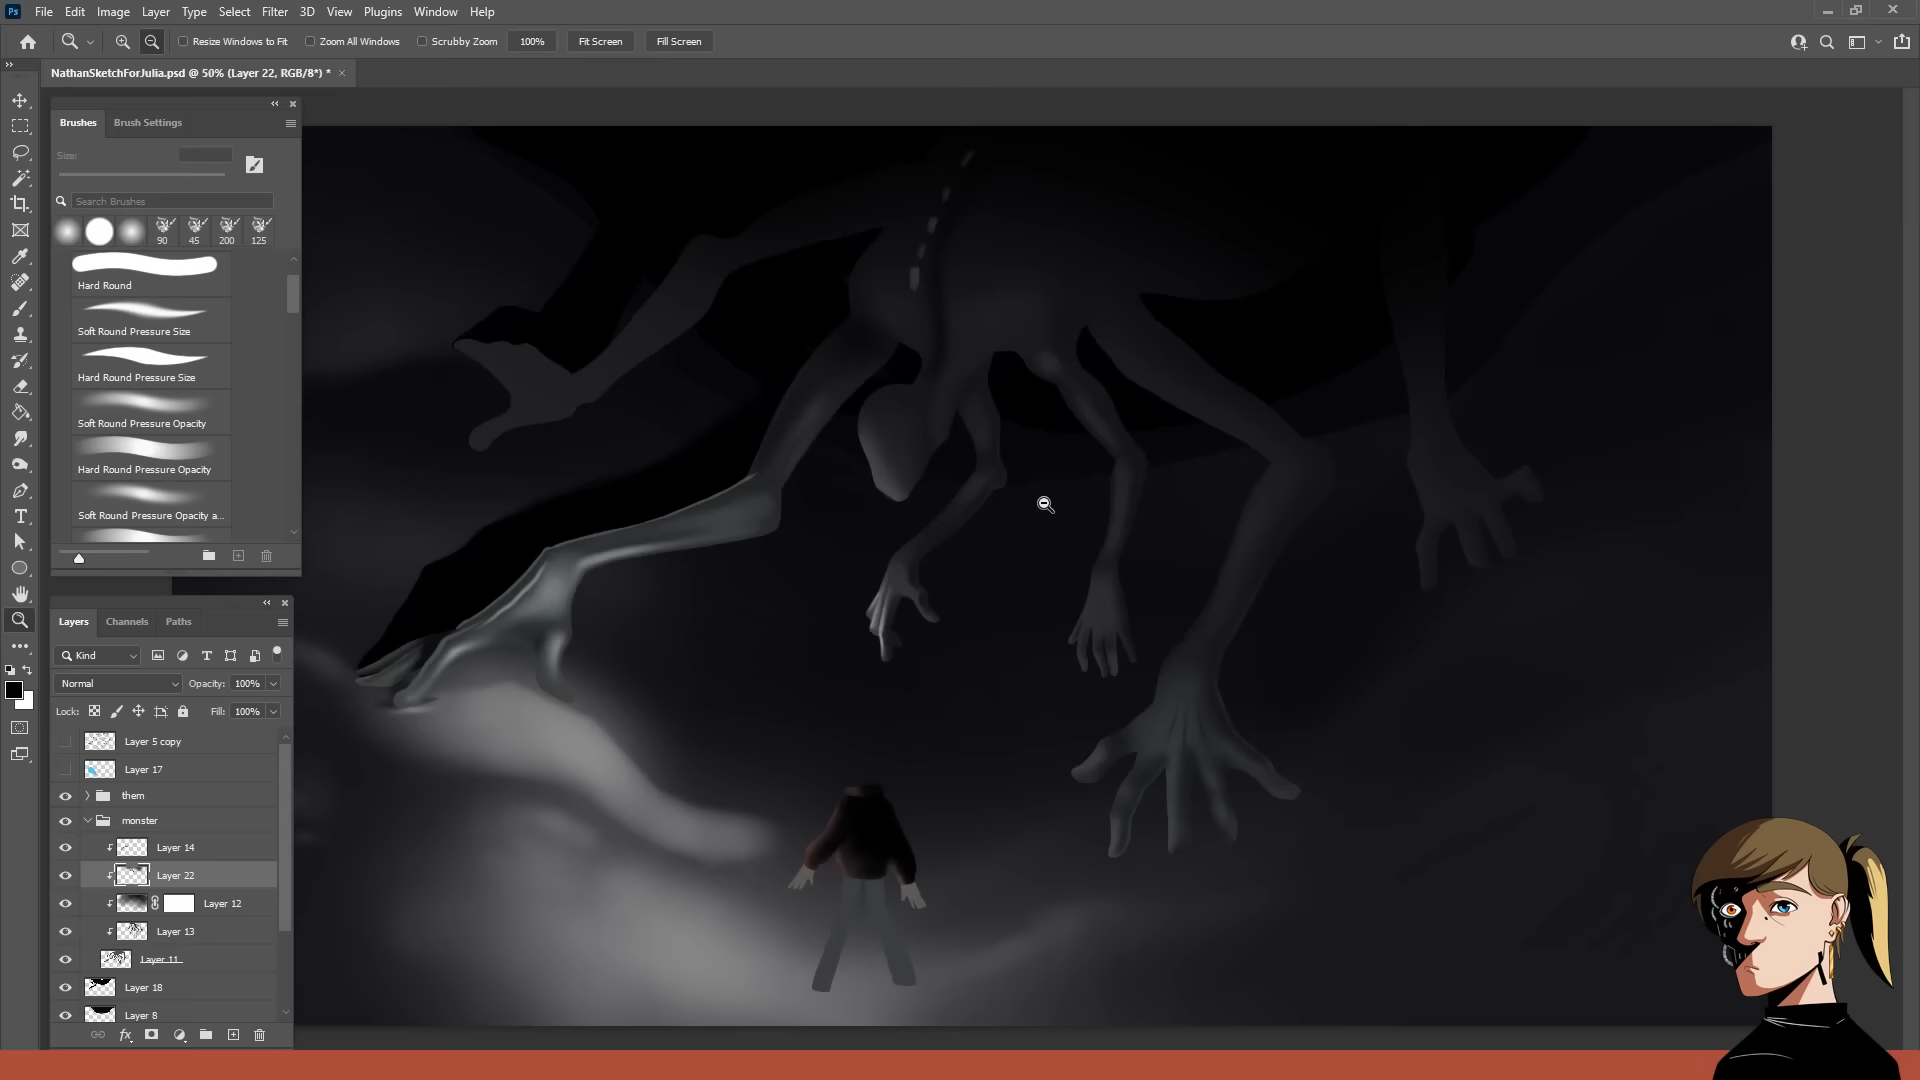 Ps File Edit Image Layer Type Select Filter 3D View Plugins Window Help
Resize Windows to Fit Zoom All Windows Scrubby Zoom 100% Fit Screen Fill Screen
NathanSketchForJulia.psd @ 50% (Layer 22, RGB/8*) *
Brushes Brush Settings
Size:
Search Brushes
90 45 200 125
Hard Round
Soft Round Pressure Size
Hard Round Pressure Size
Soft Round Pressure Opacity
Hard Round Pressure Opacity
Soft Round Pressure Opacity a...
Layers Channels Paths
Kind
Normal Opacity: 100%
Lock: Fill: 100%
Layer 5 copy
Layer 17
them
monster
Layer 14
Layer 22
Layer 12
Layer 13
Layer 11
Layer 18
Layer 8
fx